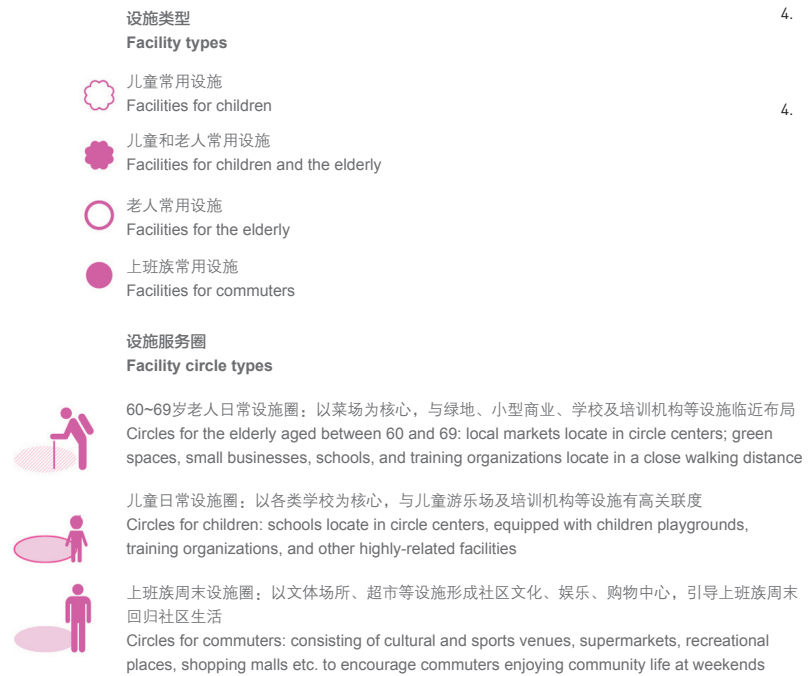 设施类型
Facility types
儿童常用设施
Facilities for children
儿童和老人常用设施
Facilities for children and the elderly
老人常用设施
Facilities for the elderly
上班族常用设施
Facilities for commuters
设施服务圈
Facility circle types
60~69岁老人日常设施圈：以菜场为核心，与绿地、小型商业、学校及培训机构等设施临近布局
Circles for the elderly aged between 60 and 69: local markets locate in circle centers; green
spaces, small businesses, schools, and training organizations locate in a close walking distance
儿童日常设施圈：以各类学校为核心，与儿童游乐场及培训机构等设施有高关联度
Circles for children: schools locate in circle centers, equipped with children playgrounds,
training organizations, and other highly-related facilities
上班族周末设施圈：以文体场所、超市等设施形成社区文化、娱乐、购物中心，引导上班族周末
回归社区生活
Circles for commuters: consisting of cultural and sports venues, supermarkets, recreational
places, shopping malls etc. to encourage commuters enjoying community life at weekends
4.
4.